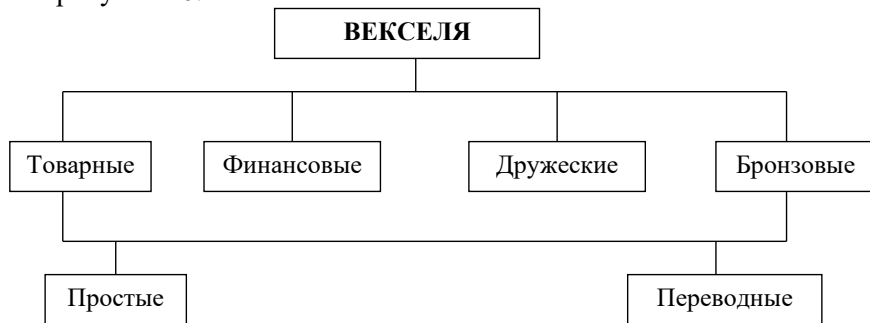 ВЕКСЕЛЯ
Товарные Финансовые Дружеские Бронзовые
Простые Переводные